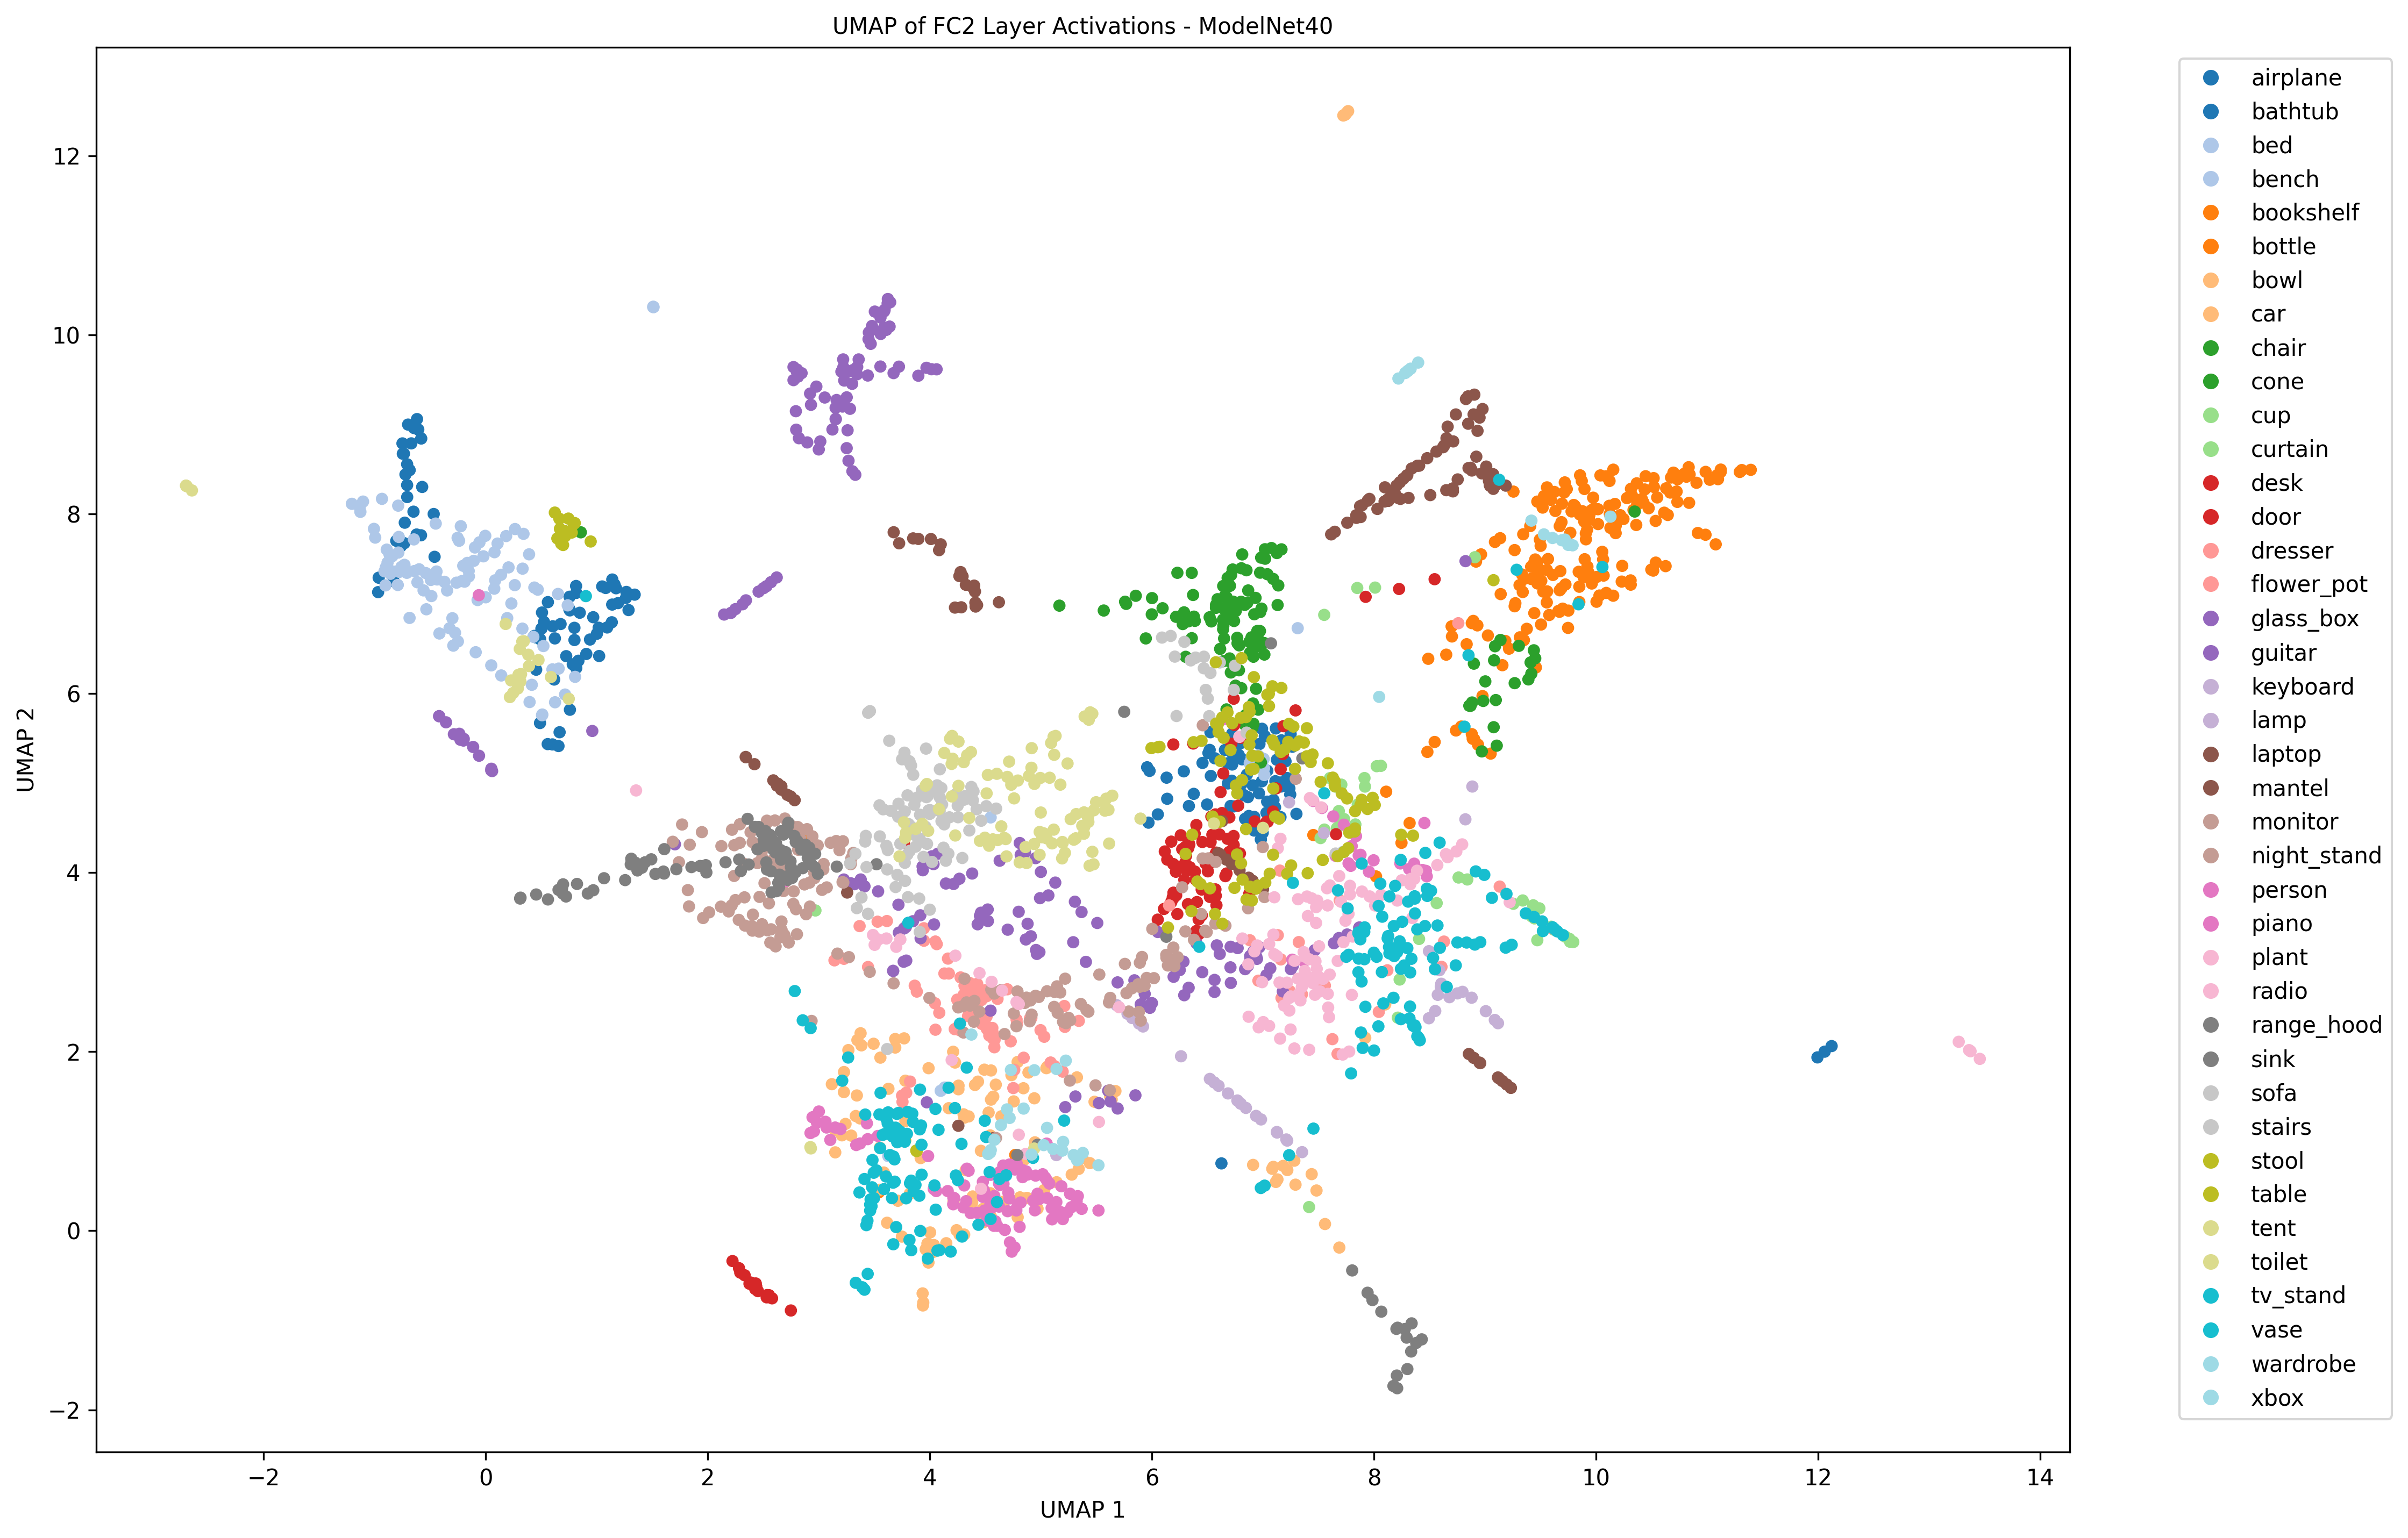 UMAP of FC2 Layer Activations - ModelNet40
12
10
8
6
4
2
0
−2
UMAP 2
−2 0 2 4 6 8 10 12 14
UMAP 1
airplane
bathtub
bed
bench
bookshelf
bottle
bowl
car
chair
cone
cup
curtain
desk
door
dresser
flower_pot
glass_box
guitar
keyboard
lamp
laptop
mantel
monitor
night_stand
person
piano
plant
radio
range_hood
sink
sofa
stairs
stool
table
tent
toilet
tv_stand
vase
wardrobe
xbox